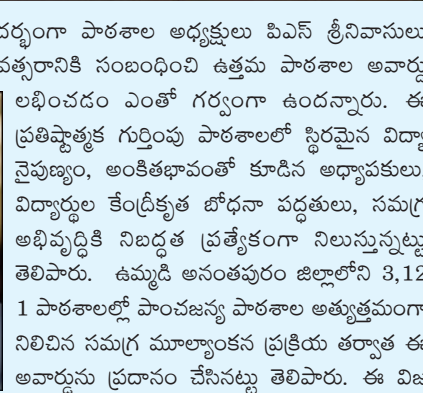 దర్భంగా పాఠశాల అధ్యక్షులు పిఎస్ శ్రీనివాసులు
వత్సరానికి సంబంధించి ఉత్తమ పాఠశాల అవార్డు
లభించడం ఎంతో గర్వంగా ఉందన్నారు. ఈ
ప్రతిష్టాత్మక గుర్తింపు పాఠశాలలో స్థిరమైన విద్యా
నైపుణ్యం, అంకితభావంతో కూడిన అధ్యాపకులు,
విద్యార్థుల కేంద్రీకృత బోధనా పద్ధతులు, సమగ్ర
అభివృద్ధికి నిబద్ధత ప్రత్యేకంగా నిలుస్తున్నట్టు
తెలిపారు. ఉమ్మడి అనంతపురం జిల్లాలోని 3,12
1 పాఠశాలల్లో పాంచజన్య పాఠశాల అత్యుత్తమంగా
నిలిచిన సమగ్ర మూల్యాంకన ప్రక్రియ తర్వాత ఈ
అవార్డును ప్రదానం చేసినట్టు తెలిపారు. ఈ విజ